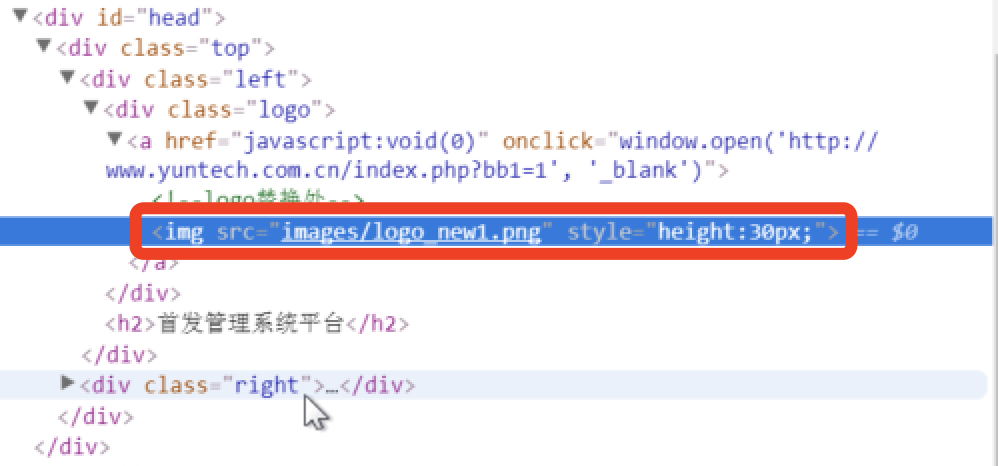 ▼<div id="head">
▼<div class="top">
▼<div class="left">
▼<div class="logo">
▼<a href="javascript:void(0)" onclick="window.open('http://
www.yuntech.com.cn/index.php?bb1=1', '_blank')">
<!--logo替换处-->
<img src="images/logo_new1.png" style="height:30px;"> == $0
</a>
</div>
<h2>首发管理系统平台</h2>
</div>
▶<div class="right">…</div>
</div>
</div>